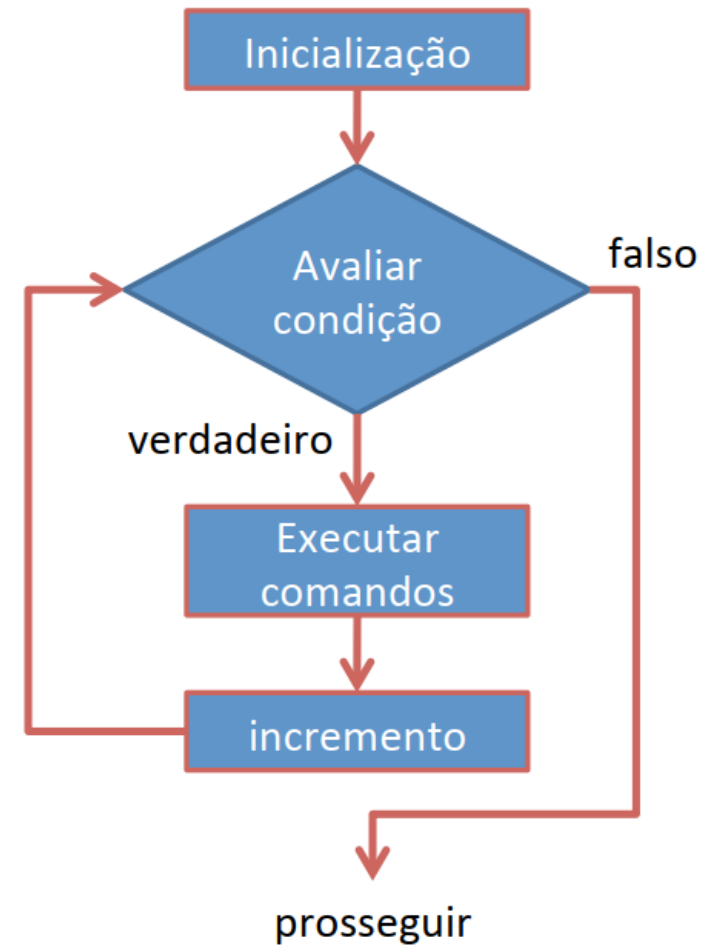 Inicialização
Avaliar
condição
falso
verdadeiro
Executar
comandos
incremento
prosseguir